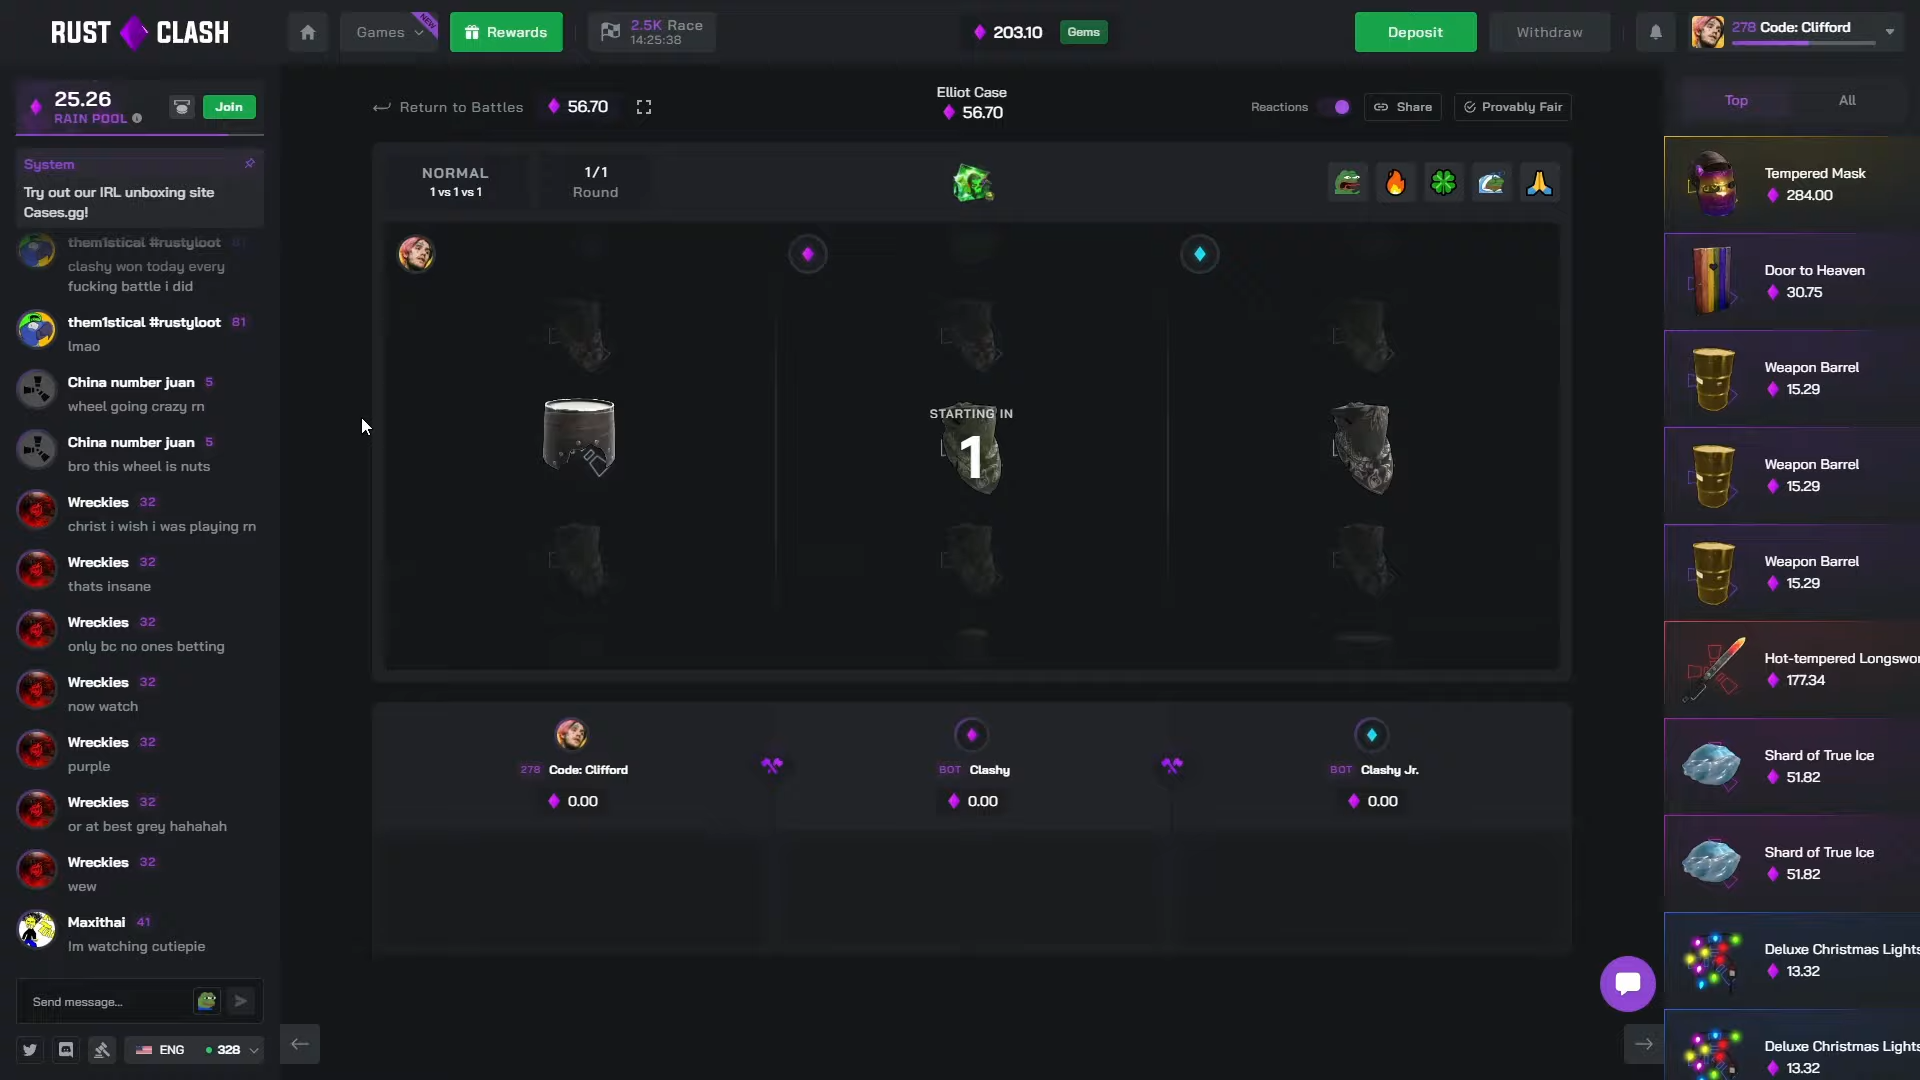 RUST CLASH
Games
NEW
Rewards
2.5K Race
14:25:38
203.10
Gems
Deposit
Withdraw
278 Code: Clifford
25.26
RAIN POOL
Join
System
Try out our IRL unboxing site
Cases.gg!
them1stical #rustyloot 81
clashy won today every
fucking battle i did
them1stical #rustyloot 81
lmao
China number juan 5
wheel going crazy rn
China number juan 5
bro this wheel is nuts
Wreckies 32
christ i wish i was playing rn
Wreckies 32
thats insane
Wreckies 32
only bc no ones betting
Wreckies 32
now watch
Wreckies 32
purple
Wreckies 32
or at best grey hahahah
Wreckies 32
wew
Maxithai 41
Im watching cutiepie
Send message...
ENG
328
Return to Battles
56.70
Elliot Case
56.70
Reactions
Share
Provably Fair
NORMAL
1 vs 1 vs 1
1/1
Round
STARTING IN
1
278 Code: Clifford
0.00
BOT Clashy
0.00
BOT Clashy Jr.
0.00
Top
All
Tempered Mask
284.00
Door to Heaven
30.75
Weapon Barrel
15.29
Weapon Barrel
15.29
Weapon Barrel
15.29
Hot-tempered Longswor
177.34
Shard of True Ice
51.82
Shard of True Ice
51.82
Deluxe Christmas Lights
13.32
Deluxe Christmas Lights
13.32